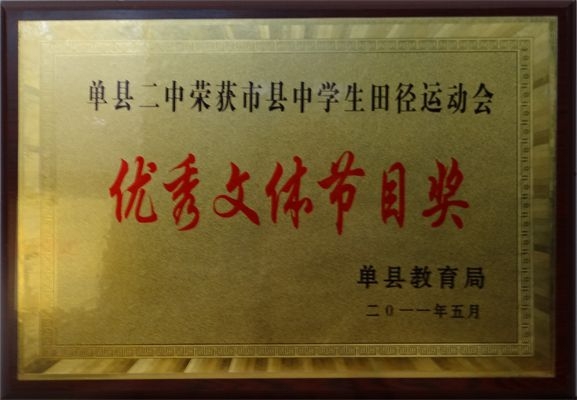 单县二中荣获市县中学生田径运动会
优秀文体节目奖
单县教育局
二0一一年五月